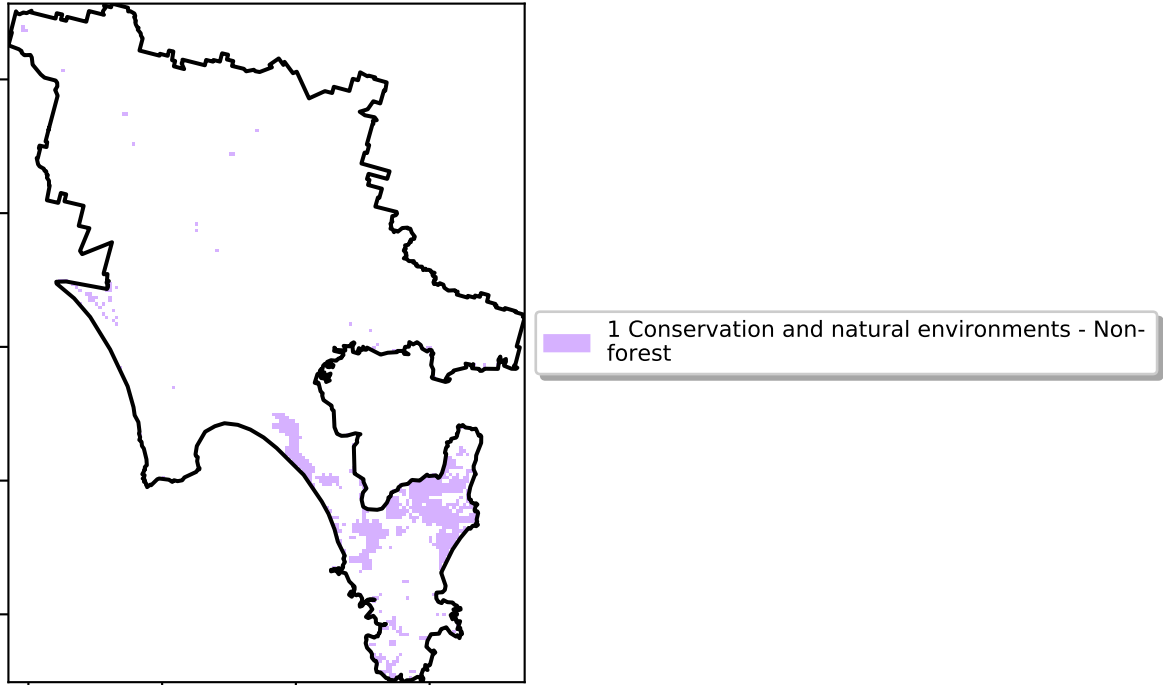 1 Conservation and natural environments - Non-
forest